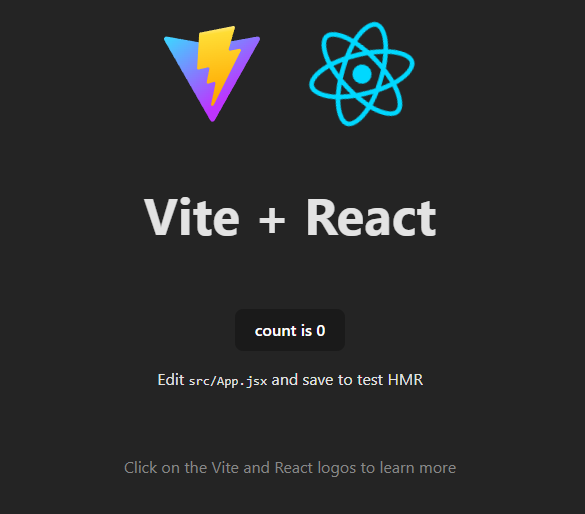 Vite + React
count is 0
Edit src/App.jsx and save to test HMR
Click on the Vite and React logos to learn more